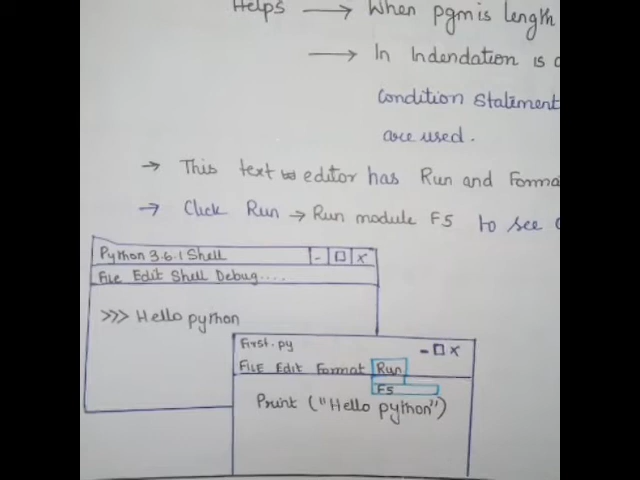 Helps → When pgm is length
→ In Indendation is
condition statement
are used.
→ This text editor has Run and Forma
→ Click Run → Run module F5 to see
Python 3.6.1 Shell - □ X
File Edit Shell Debug....
>>> Hello python
First.py - □ X
File Edit Format Run
F5
Print ("Hello python")